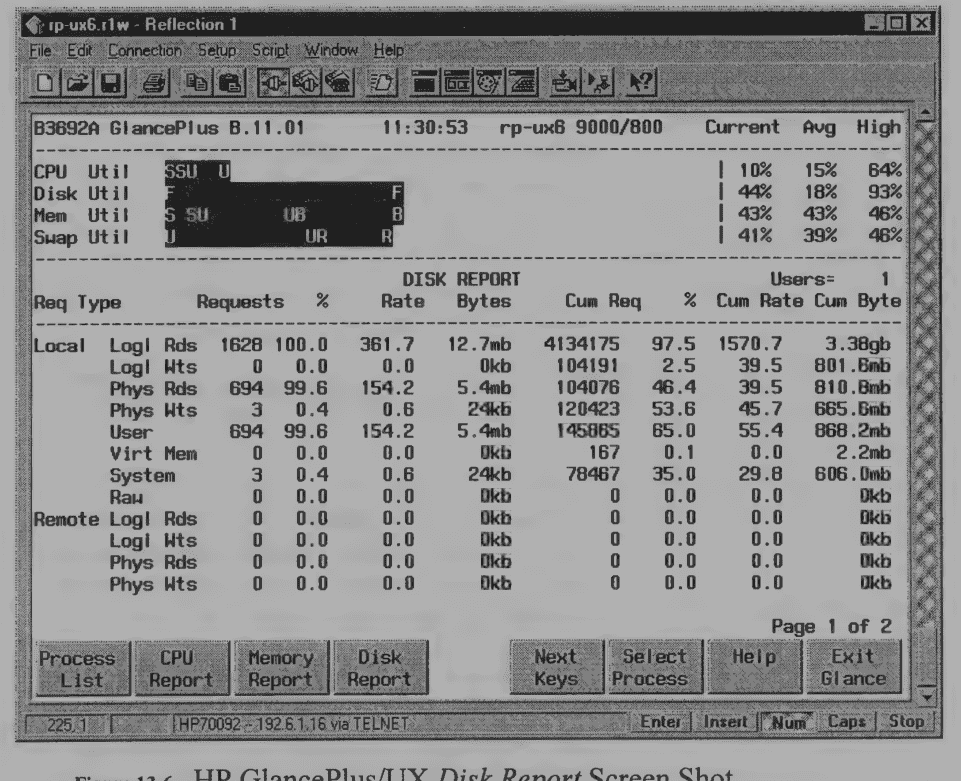 rp-ux6.r1w - Reflection 1
File Edit Connection Setup Script Window Help
B3692A GlancePlus B.11.01 11:30:53 rp-ux6 9000/800 Current Avg High
CPU Util SSU U | 10% 15% 64%
Disk Util F F | 44% 18% 93%
Mem Util S SU UB B | 43% 43% 46%
Swap Util U UR R | 41% 39% 46%
DISK REPORT Users= 1
Req Type Requests % Rate Bytes Cum Req % Cum Rate Cum Byte
Local Logl Rds 1628 100.0 361.7 12.7mb 4134175 97.5 1570.7 3.38gb
Logl Wts 0 0.0 0.0 0kb 104191 2.5 39.5 801.6mb
Phys Rds 694 99.6 154.2 5.4mb 104076 46.4 39.5 810.8mb
Phys Wts 3 0.4 0.6 24kb 120423 53.6 45.7 665.6mb
User 694 99.6 154.2 5.4mb 145865 65.0 55.4 868.2mb
Virt Mem 0 0.0 0.0 0kb 167 0.1 0.0 2.2mb
System 3 0.4 0.6 24kb 78467 35.0 29.8 606.0mb
Raw 0 0.0 0.0 0kb 0 0.0 0.0 0kb
Remote Logl Rds 0 0.0 0.0 0kb 0 0.0 0.0 0kb
Logl Wts 0 0.0 0.0 0kb 0 0.0 0.0 0kb
Phys Rds 0 0.0 0.0 0kb 0 0.0 0.0 0kb
Phys Wts 0 0.0 0.0 0kb 0 0.0 0.0 0kb
Page 1 of 2
Process List CPU Report Memory Report Disk Report Next Keys Select Process Help Exit Glance
225, 1 HP70092 - 192.6.1.16 via TELNET Enter Insert Num Caps Stop
Figure 13-6 HP GlancePlus/UX Disk Report Screen Shot